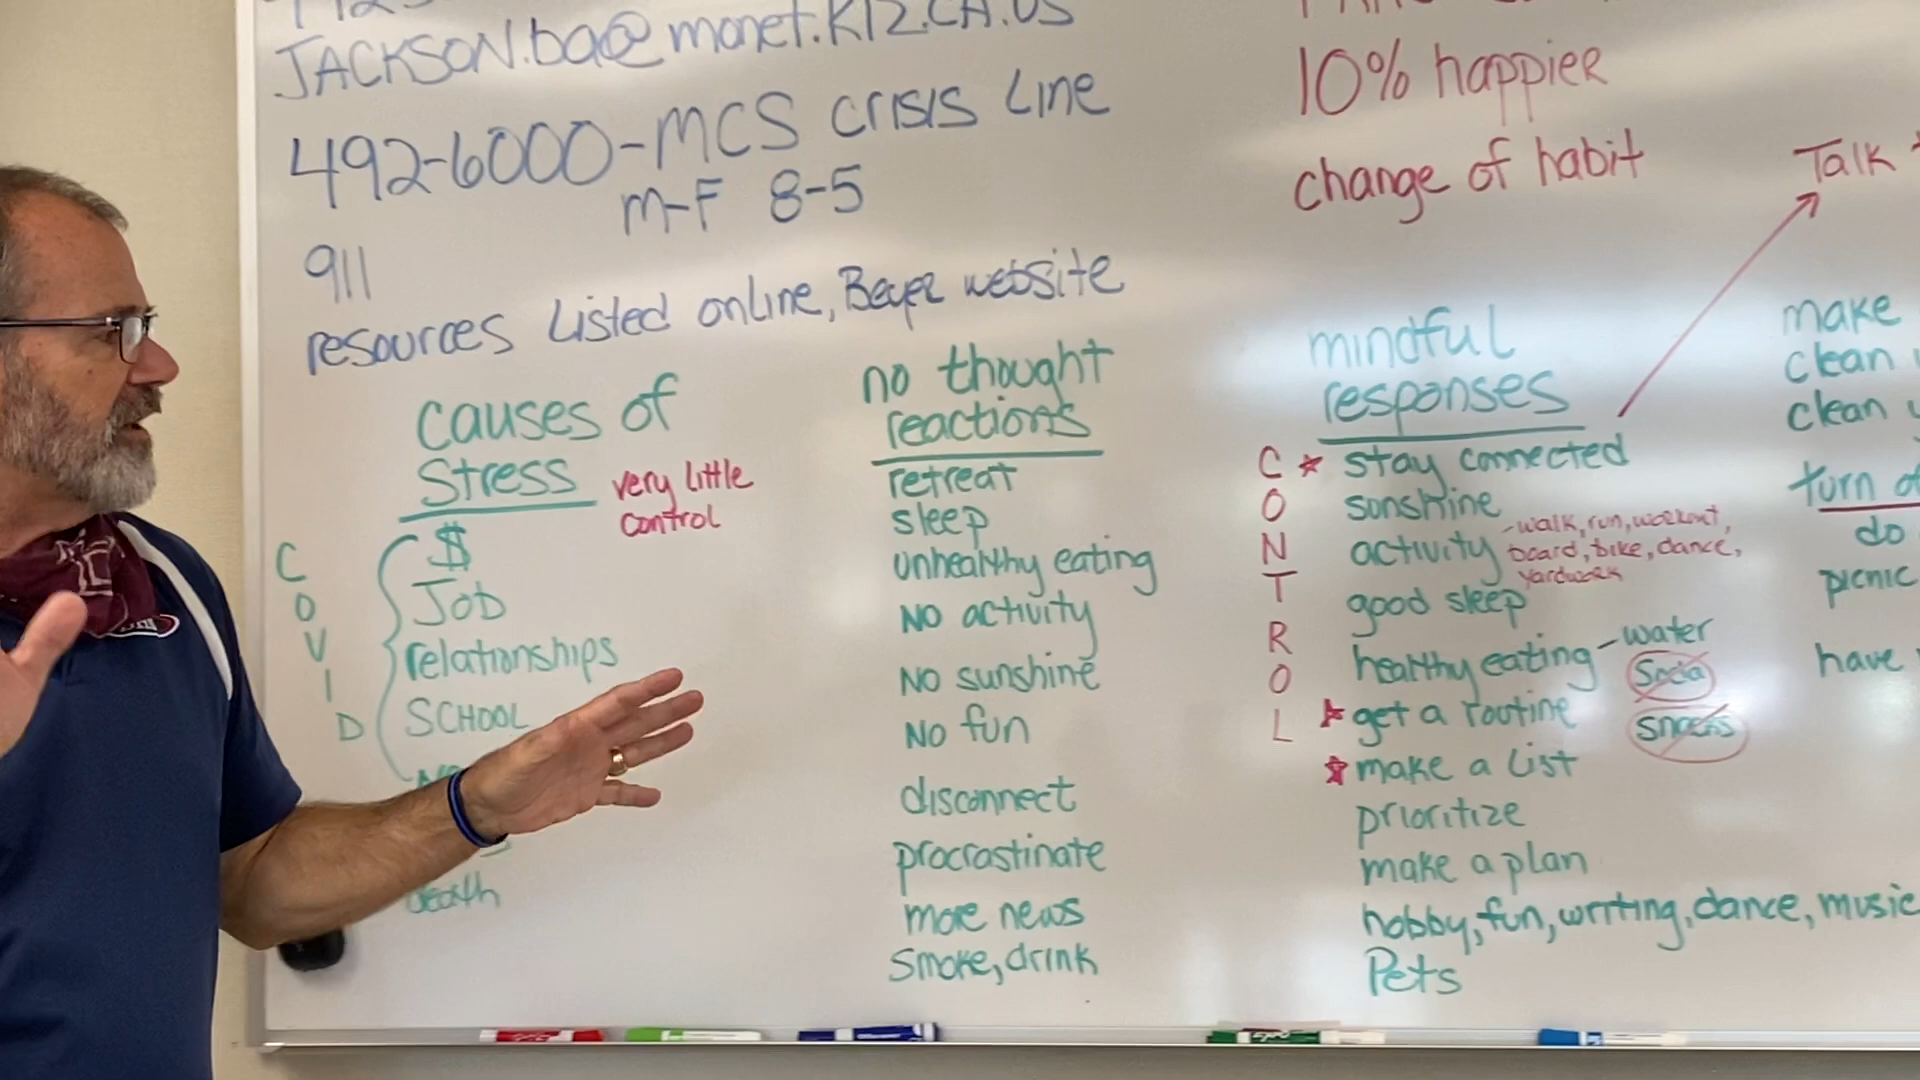 JACKSON.ba@monet.K12.CA.US
492-6000-MCS crisis Line
M-F 8-5
911
resources Listed online, Beyer website
causes of
Stress
very little
control
COVID
$
Job
relationships
SCHOOL
death
no thought
reactions
retreat
sleep
unhealthy eating
No activity
No sunshine
No fun
disconnect
procrastinate
more news
Smoke, drink
10% happier
change of habit
Talk
mindful
responses
CONTROL
stay connected
sunshine
activity - walk, run, workout,
board, bike, dance,
yardwork
good sleep
healthy eating - water
Soda
snacks
get a routine
make a List
prioritize
make a plan
hobby, fun, writing, dance, music
Pets
make
clean
clean
turn
do
picnic
have